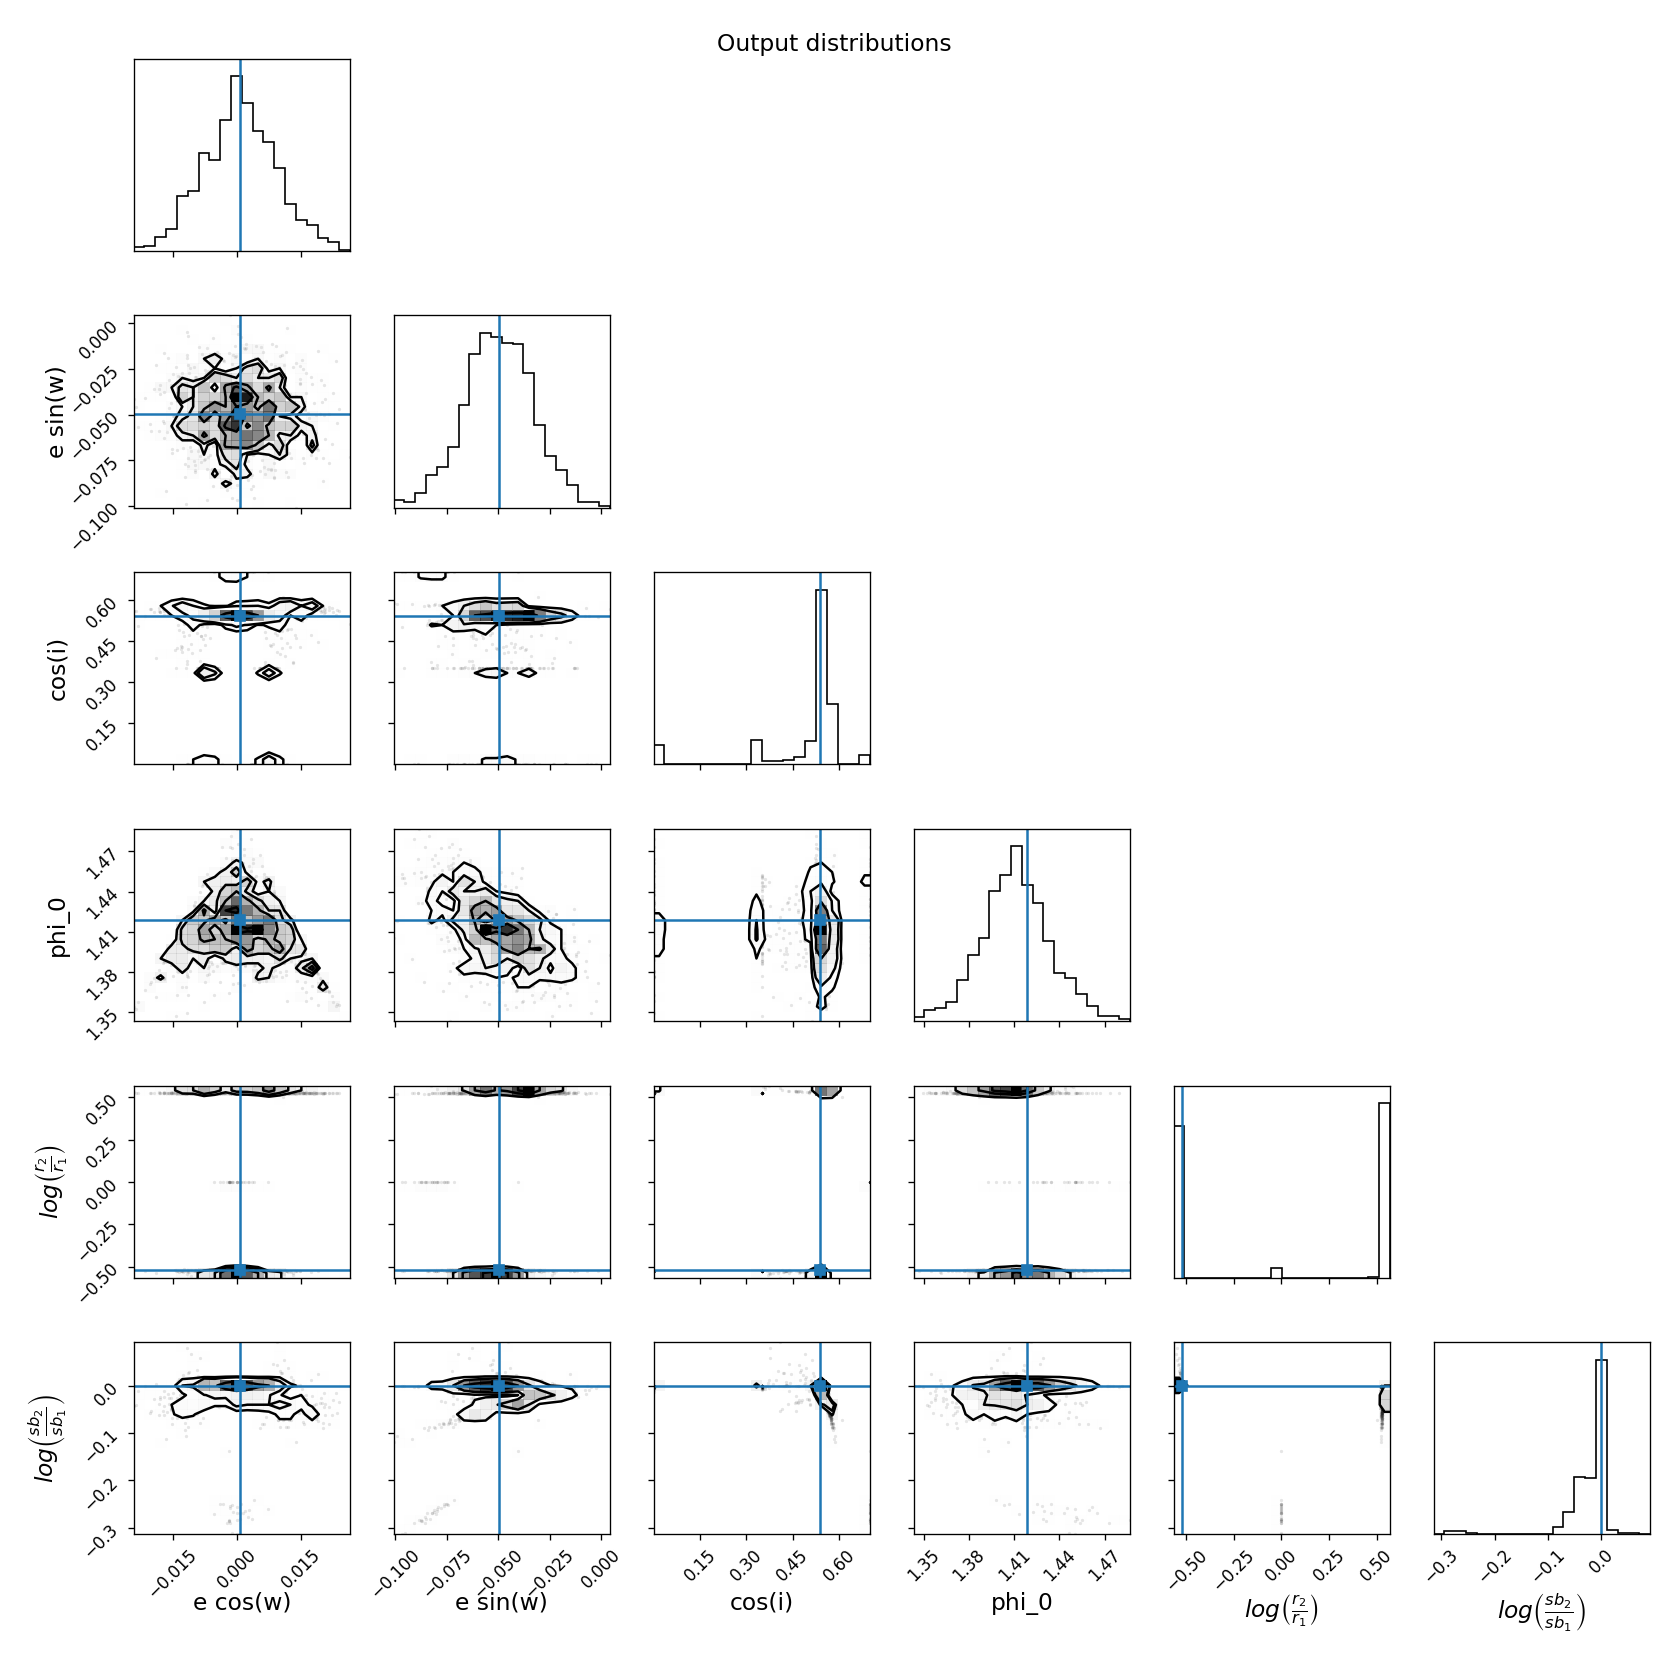 Output distributions
e sin(w)
0.000
−0.025
−0.050
−0.075
−0.100
cos(i)
0.60
0.45
0.30
0.15
phi_0
1.47
1.44
1.41
1.38
1.35
log(r₂/r₁)
0.50
0.25
0.00
−0.25
−0.50
log(sb₂/sb₁)
0.0
−0.1
−0.2
−0.3
−0.015 0.000 0.015
−0.100 −0.075 −0.050 −0.025 0.000
0.15 0.30 0.45 0.60
1.35 1.38 1.41 1.44 1.47
−0.50 −0.25 0.00 0.25 0.50
−0.3 −0.2 −0.1 0.0
e cos(w) e sin(w) cos(i) phi_0 log(r₂/r₁) log(sb₂/sb₁)